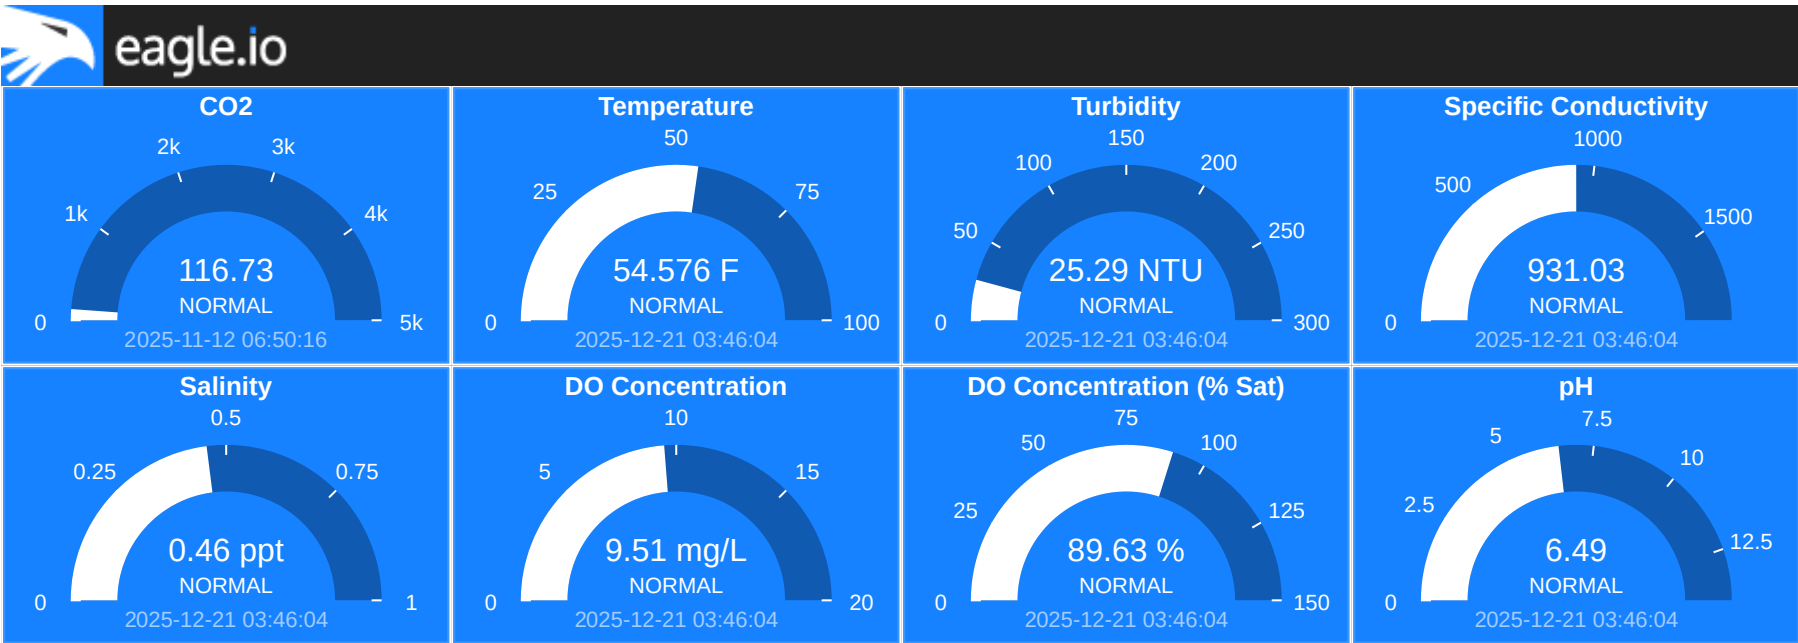 eagle.io
CO2
0
1k
2k
3k
4k
5k
116.73
NORMAL
2025-11-12 06:50:16
Temperature
0
25
50
75
100
54.576 F
NORMAL
2025-12-21 03:46:04
Turbidity
0
50
100
150
200
250
300
25.29 NTU
NORMAL
2025-12-21 03:46:04
Specific Conductivity
0
500
1000
1500
931.03
NORMAL
2025-12-21 03:46:04
Salinity
0
0.25
0.5
0.75
1
0.46 ppt
NORMAL
2025-12-21 03:46:04
DO Concentration
0
5
10
15
20
9.51 mg/L
NORMAL
2025-12-21 03:46:04
DO Concentration (% Sat)
0
25
50
75
100
125
150
89.63 %
NORMAL
2025-12-21 03:46:04
pH
0
2.5
5
7.5
10
12.5
6.49
NORMAL
2025-12-21 03:46:04